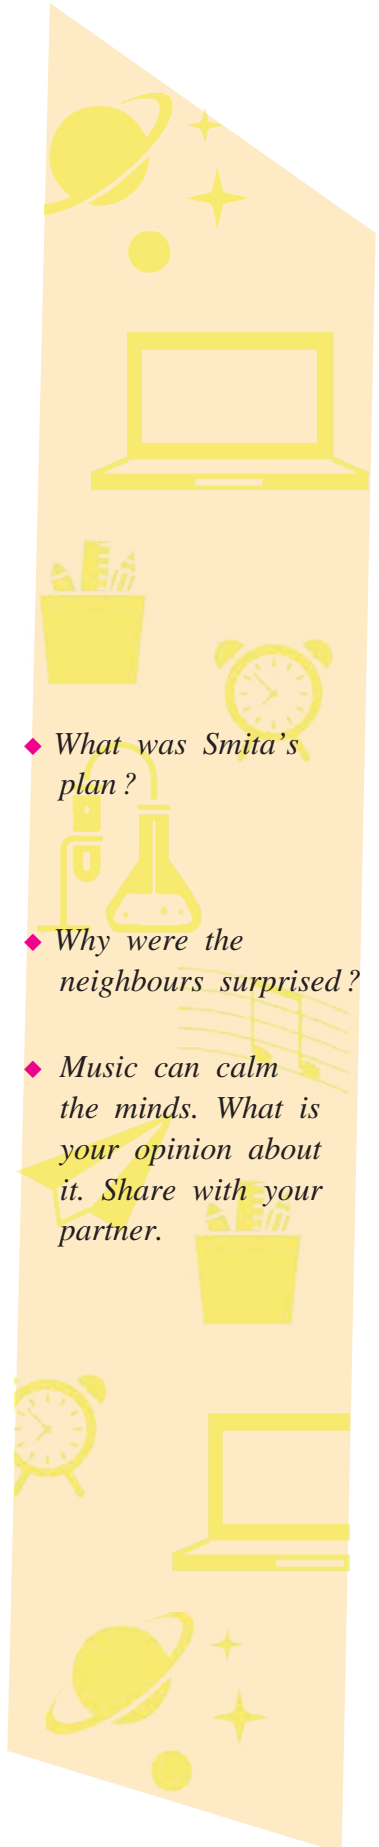 ◆ What was Smita's
plan ?
◆ Why were the
neighbours surprised ?
◆ Music can calm
the minds. What is
your opinion about
it. Share with your
partner.